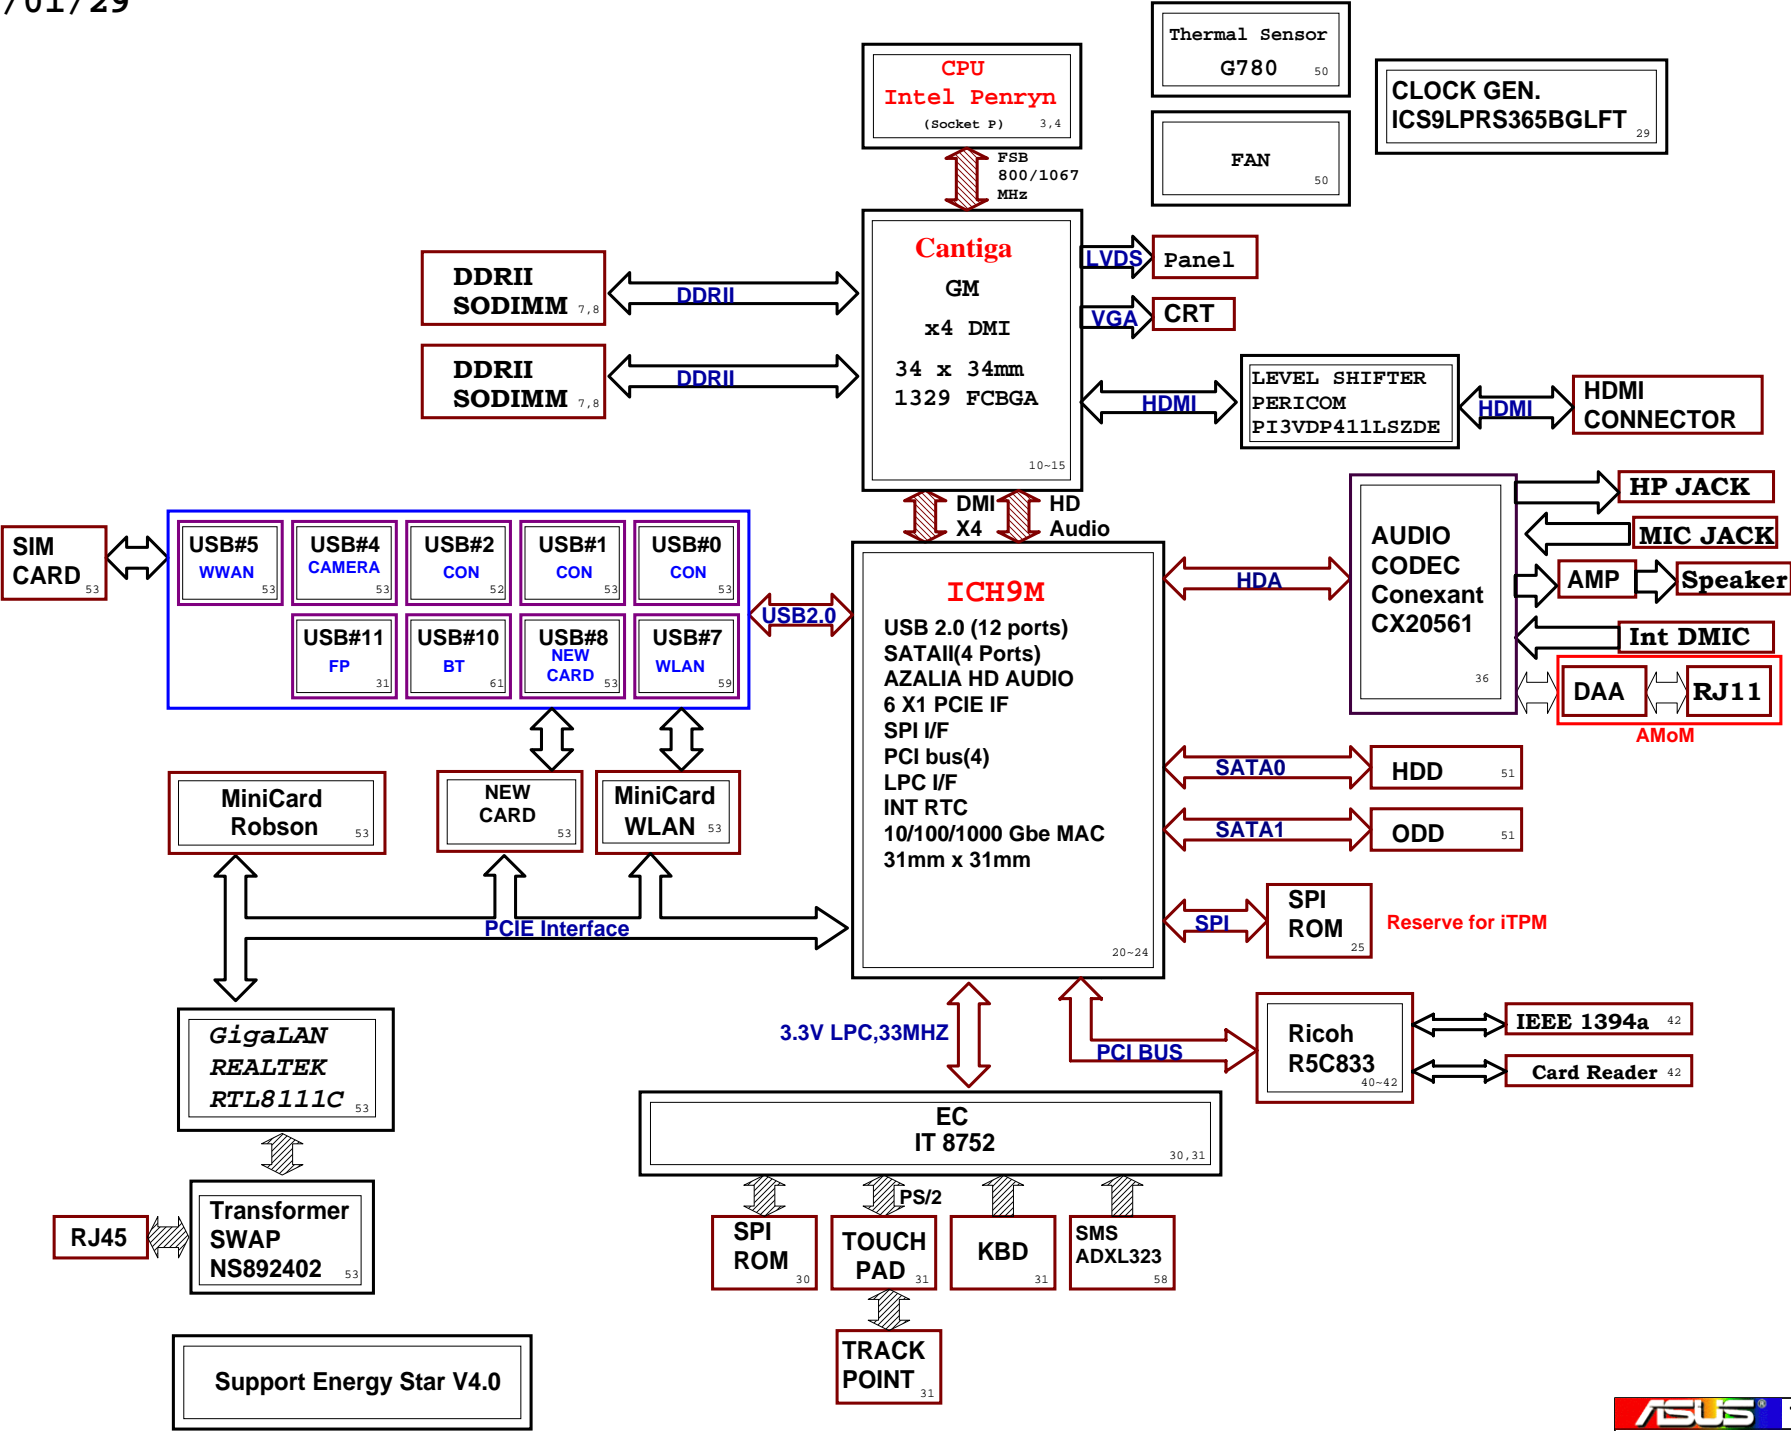 /01/29
Thermal Sensor
G780 50
CPU
Intel Penryn
(Socket P) 3,4
CLOCK GEN.
ICS9LPRS365BGLFT
29
FAN
50
FSB
800/1067
MHz
Cantiga
GM
x4 DMI
34 x 34mm
1329 FCBGA
10~15
LVDS
Panel
VGA
CRT
DDRII
SODIMM 7,8
DDRII
DDRII
SODIMM 7,8
DDRII
HDMI
LEVEL SHIFTER
PERICOM
PI3VDP411LSZDE
HDMI
HDMI
CONNECTOR
DMI
X4
HD
Audio
SIM
CARD
53
USB#5
WWAN
53
USB#4
CAMERA
53
USB#2
CON
52
USB#1
CON
53
USB#0
CON
53
USB#11
FP
31
USB#10
BT
61
USB#8
NEW
CARD 53
USB#7
WLAN
59
USB2.0
ICH9M
USB 2.0 (12 ports)
SATAII(4 Ports)
AZALIA HD AUDIO
6 X1 PCIE IF
SPI I/F
PCI bus(4)
LPC I/F
INT RTC
10/100/1000 Gbe MAC
31mm x 31mm
20~24
HDA
AUDIO
CODEC
Conexant
CX20561
36
HP JACK
MIC JACK
AMP
Speaker
Int DMIC
DAA
RJ11
AMoM
SATA0
HDD 51
SATA1
ODD 51
SPI
SPI
ROM
25
Reserve for iTPM
MiniCard
Robson 53
NEW
CARD
53
MiniCard
WLAN 53
PCIE Interface
GigaLAN
REALTEK
RTL8111C 53
3.3V LPC,33MHZ
PCI BUS
Ricoh
R5C833
40~42
IEEE 1394a 42
Card Reader 42
EC
IT 8752
30,31
RJ45
Transformer
SWAP
NS892402 53
PS/2
SPI
ROM
30
TOUCH
PAD 31
KBD
31
SMS
ADXL323
58
TRACK
POINT 31
Support Energy Star V4.0
ASUS®